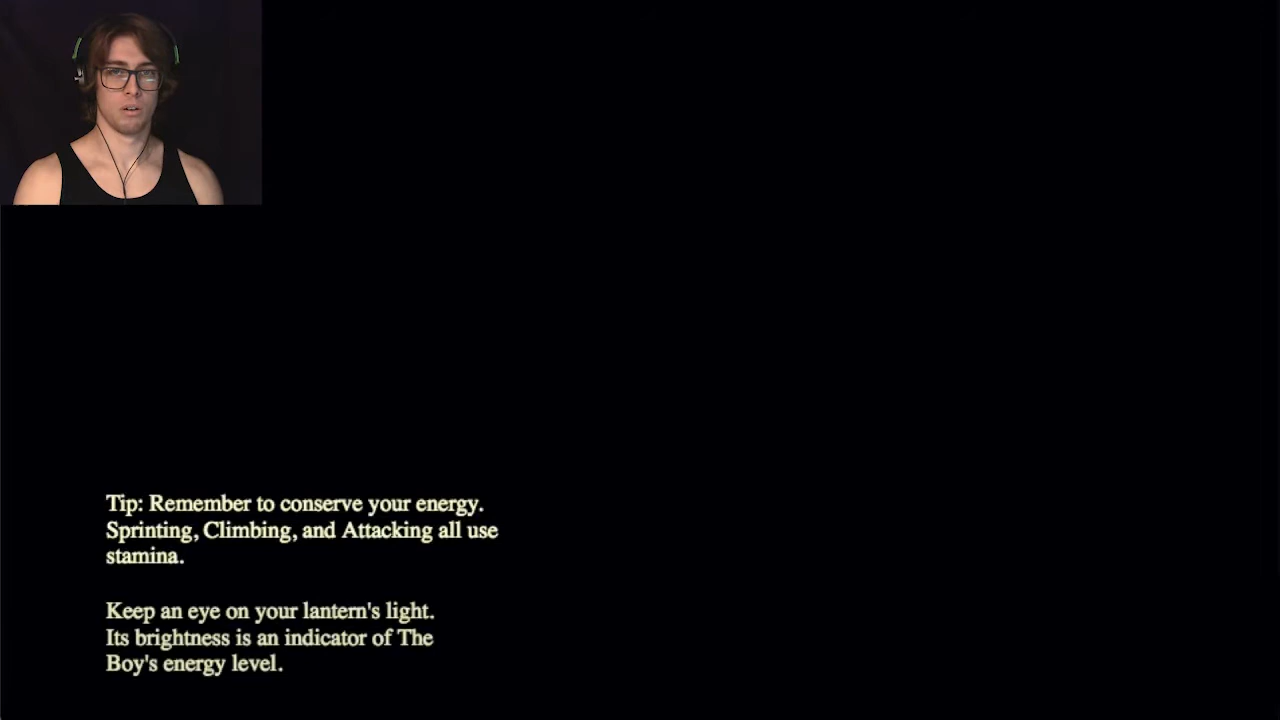 Tip: Remember to conserve your energy.
Sprinting, Climbing, and Attacking all use
stamina.
Keep an eye on your lantern's light.
Its brightness is an indicator of The
Boy's energy level.